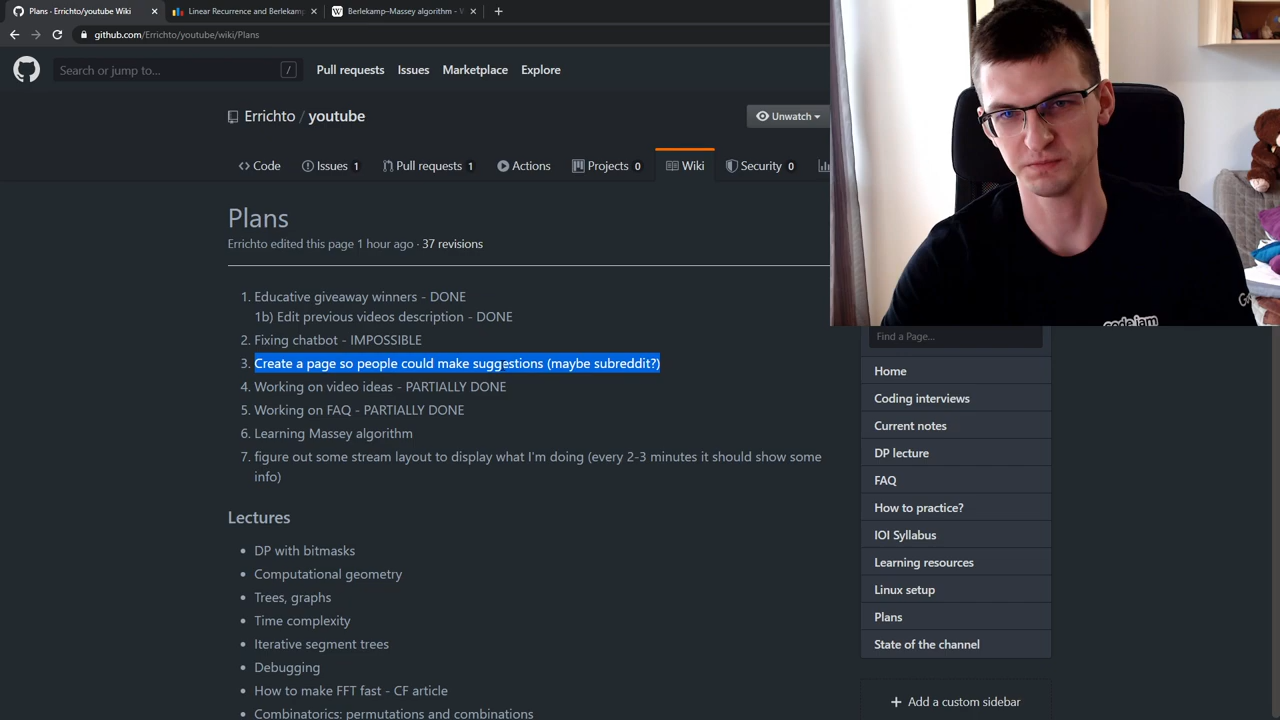 Plans · Errichto/youtube Wiki
Linear Recurrence and Berlekamp
Berlekamp–Massey algorithm - W
github.com/Errichto/youtube/wiki/Plans
Search or jump to...
/
Pull requests
Issues
Marketplace
Explore
Errichto / youtube
Unwatch
Code
Issues 1
Pull requests 1
Actions
Projects 0
Wiki
Security 0
Plans
Errichto edited this page 1 hour ago · 37 revisions
1. Educative giveaway winners - DONE
1b) Edit previous videos description - DONE
2. Fixing chatbot - IMPOSSIBLE
3. Create a page so people could make suggestions (maybe subreddit?)
4. Working on video ideas - PARTIALLY DONE
5. Working on FAQ - PARTIALLY DONE
6. Learning Massey algorithm
7. figure out some stream layout to display what I'm doing (every 2-3 minutes it should show some
info)
Lectures
DP with bitmasks
Computational geometry
Trees, graphs
Time complexity
Iterative segment trees
Debugging
How to make FFT fast - CF article
Combinatorics: permutations and combinations
code jam
Find a Page...
Home
Coding interviews
Current notes
DP lecture
FAQ
How to practice?
IOI Syllabus
Learning resources
Linux setup
Plans
State of the channel
Add a custom sidebar